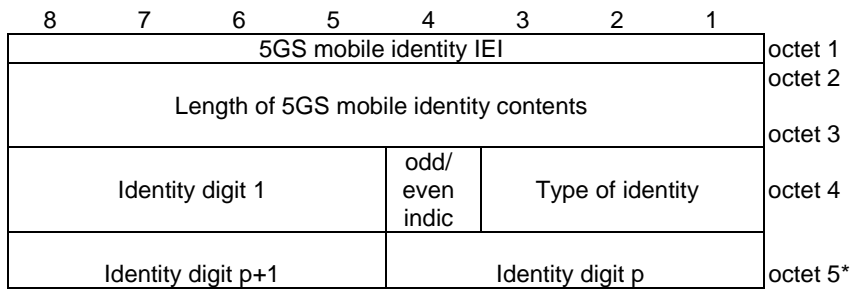 8 7 6 5 4 3 2 1
5GS mobile identity IEI octet 1
octet 2
Length of 5GS mobile identity contents
octet 3
odd/
Identity digit 1 even Type of identity octet 4
indic
Identity digit p+1 Identity digit p octet 5*